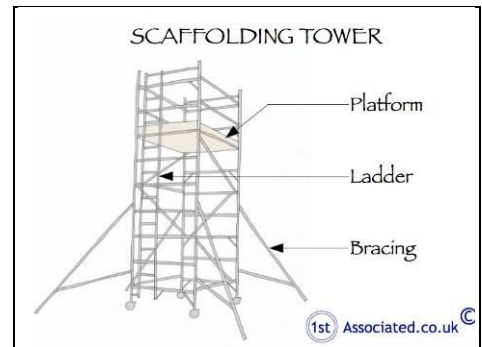 SCAFFOLDING TOWER
Platform
Ladder
Bracing
1st Associated.co.uk ©